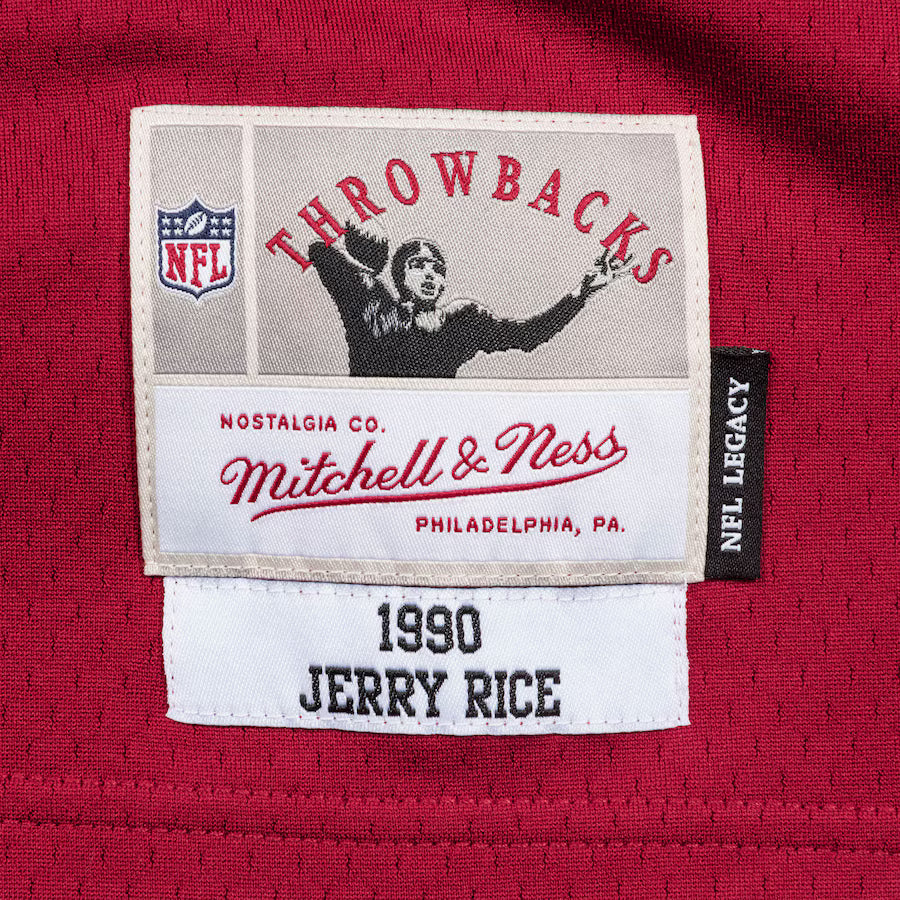 THROWBACKS
NFL
NOSTALGIA CO.
Mitchell & Ness
PHILADELPHIA, PA.
NFL LEGACY
1990
JERRY RICE